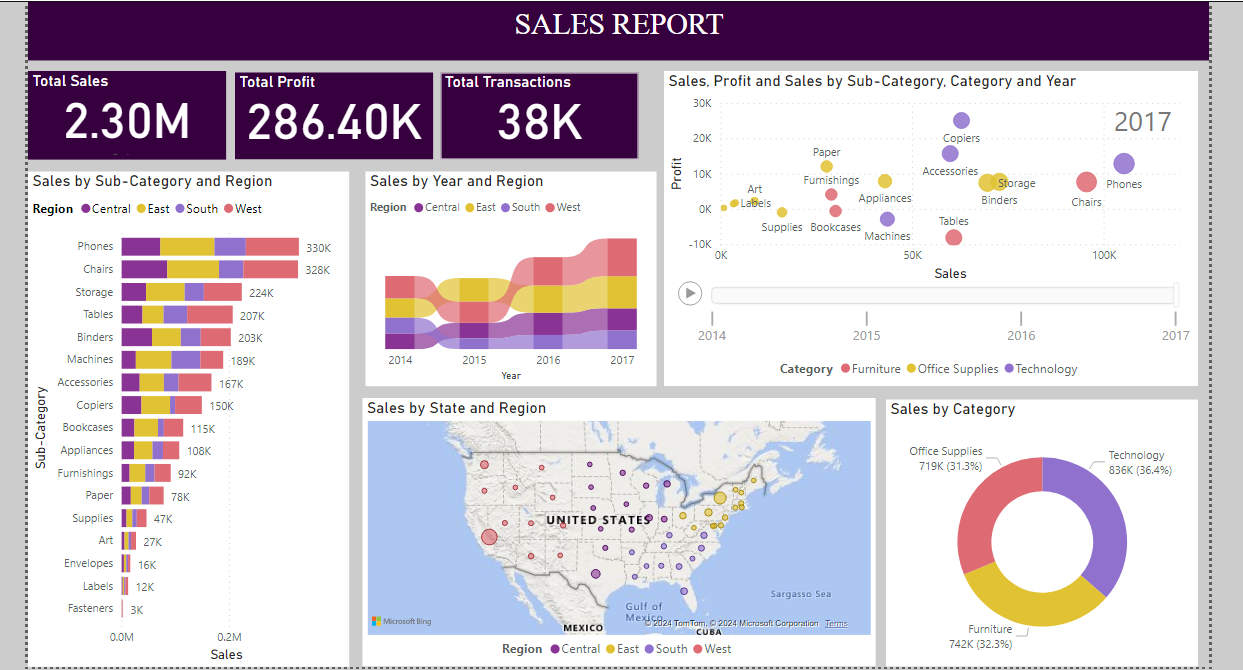 SALES REPORT
Total Sales
2.30M
Total Profit
286.40K
Total Transactions
38K
Sales by Sub-Category and Region
Region Central East South West
Sub-Category
Phones 330K
Chairs 328K
Storage 224K
Tables 207K
Binders 203K
Machines 189K
Accessories 167K
Copiers 150K
Bookcases 115K
Appliances 108K
Furnishings 92K
Paper 78K
Supplies 47K
Art 27K
Envelopes 16K
Labels 12K
Fasteners 3K
0.0M 0.2M
Sales
Sales by Year and Region
Region Central East South West
2014 2015 2016 2017
Year
Sales, Profit and Sales by Sub-Category, Category and Year
2017
Profit
30K
20K
10K
0K
-10K
Copiers
Paper
Accessories
Furnishings
Phones
Art
Labels
Appliances
Storage
Binders
Chairs
Supplies
Bookcases
Machines
Tables
0K 50K 100K
Sales
2014 2015 2016 2017
Category Furniture Office Supplies Technology
Sales by State and Region
UNITED STATES
Sargasso Sea
Gulf of
Mexico
MEXICO
CUBA
Microsoft Bing
© 2024 TomTom, © 2024 Microsoft Corporation Terms
Region Central East South West
Sales by Category
Office Supplies
719K (31.3%)
Technology
836K (36.4%)
Furniture
742K (32.3%)